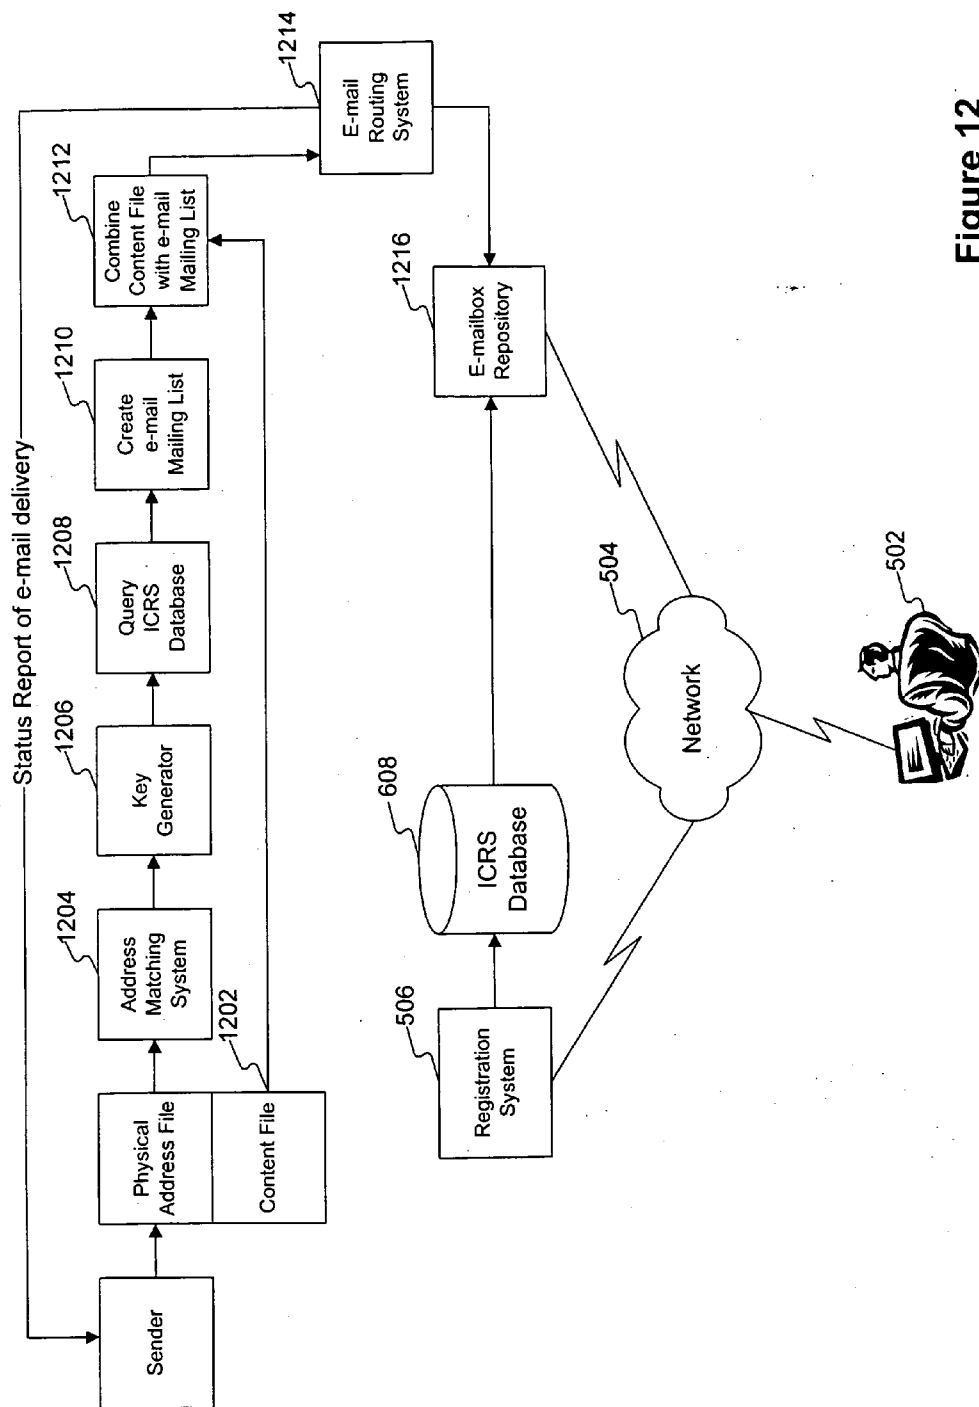 Status Report of e-mail delivery
Sender
Physical
Address File
Content File
1202
1204
Address
Matching
System
1206
Key
Generator
1208
Query
ICRS
Database
1210
Create
e-mail
Mailing List
1212
Combine
Content File
with e-mail
Mailing List
1214
E-mail
Routing
System
506
Registration
System
608
ICRS
Database
1216
E-mailbox
Repository
504
Network
502
Figure 12